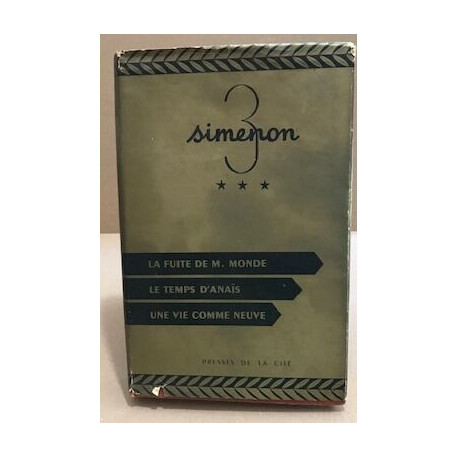 3
simenon
★ ★ ★
LA FUITE DE M. MONDE
LE TEMPS D'ANAÏS
UNE VIE COMME NEUVE
PRESSES DE LA CITÉ